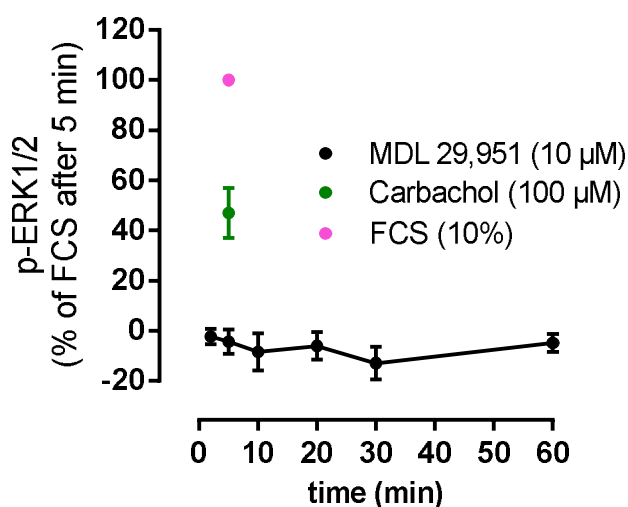 p-ERK1/2
(% of FCS after 5 min)
120
100
80
60
40
20
0
-20
MDL 29,951 (10 µM)
Carbachol (100 µM)
FCS (10%)
0 10 20 30 40 50 60
time (min)